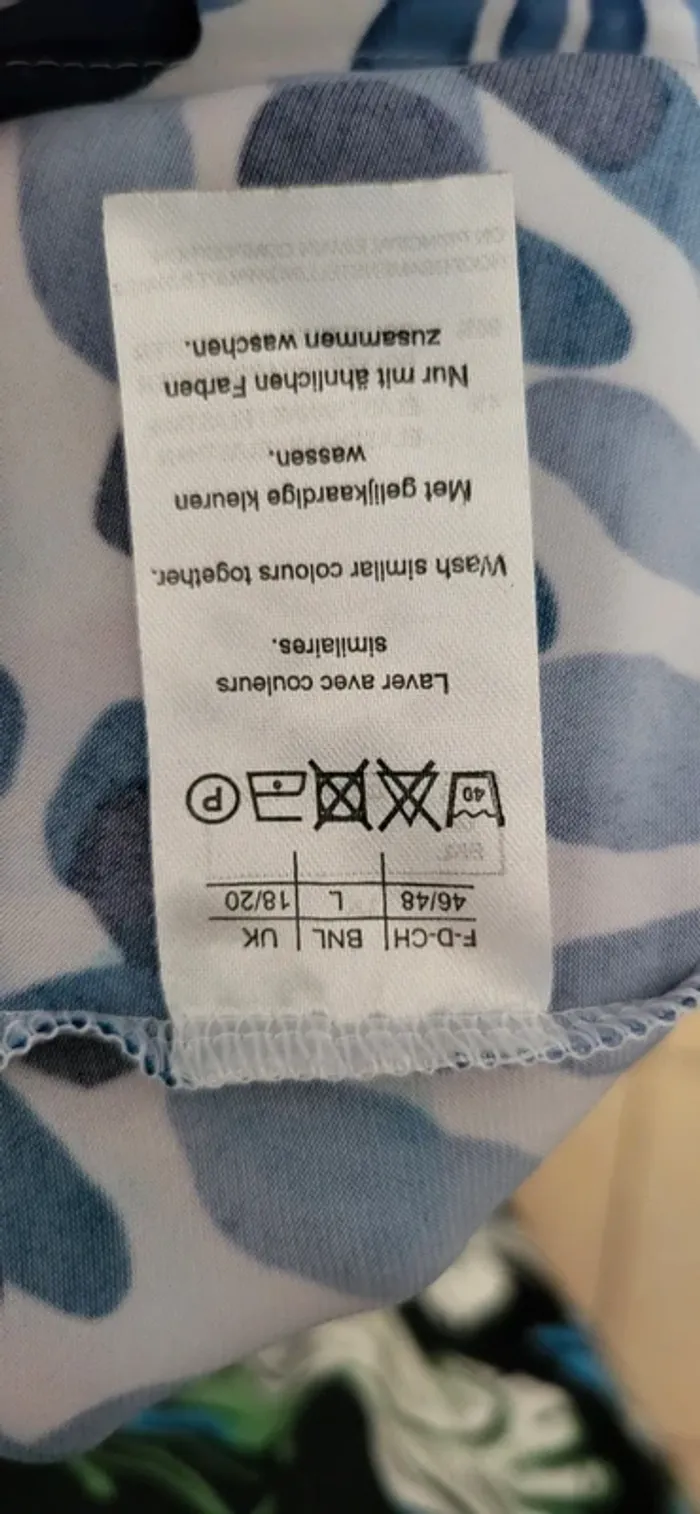 F-D-CH BNL UK
46/48 L 18/20
40 P
Laver avec couleurs
similaires.
Wash similar colours together.
Met gelijkaardige kleuren
wassen.
Nur mit ähnlichen Farben
zusammen waschen.